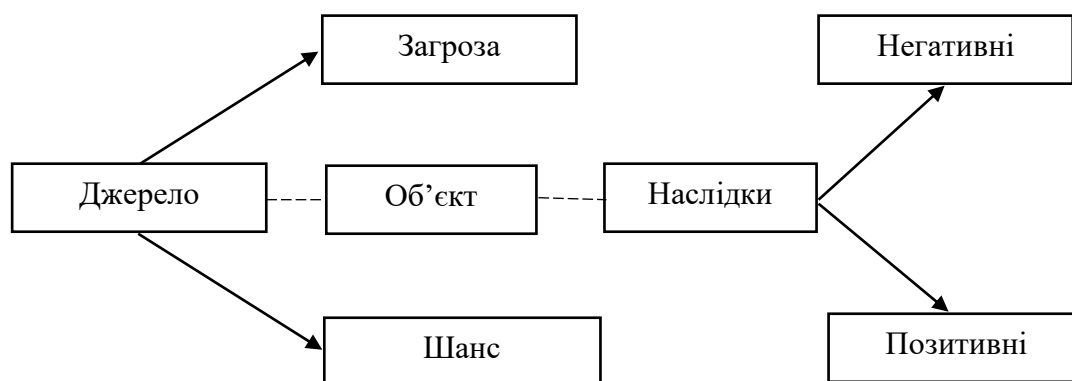 Загроза
Негативні
Джерело
Об’єкт
Наслідки
Шанс
Позитивні